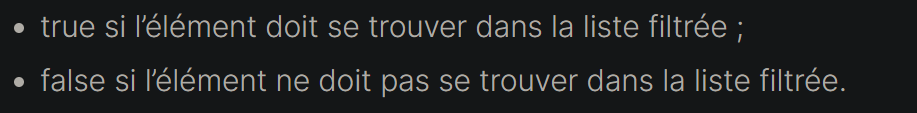 • true si l’élément doit se trouver dans la liste filtrée ;
• false si l’élément ne doit pas se trouver dans la liste filtrée.